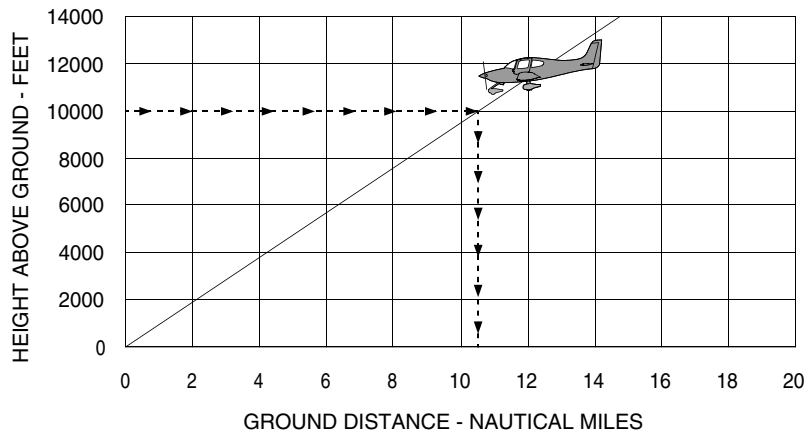 HEIGHT ABOVE GROUND - FEET
14000
12000
10000
8000
6000
4000
2000
0
0 2 4 6 8 10 12 14 16 18 20
GROUND DISTANCE - NAUTICAL MILES